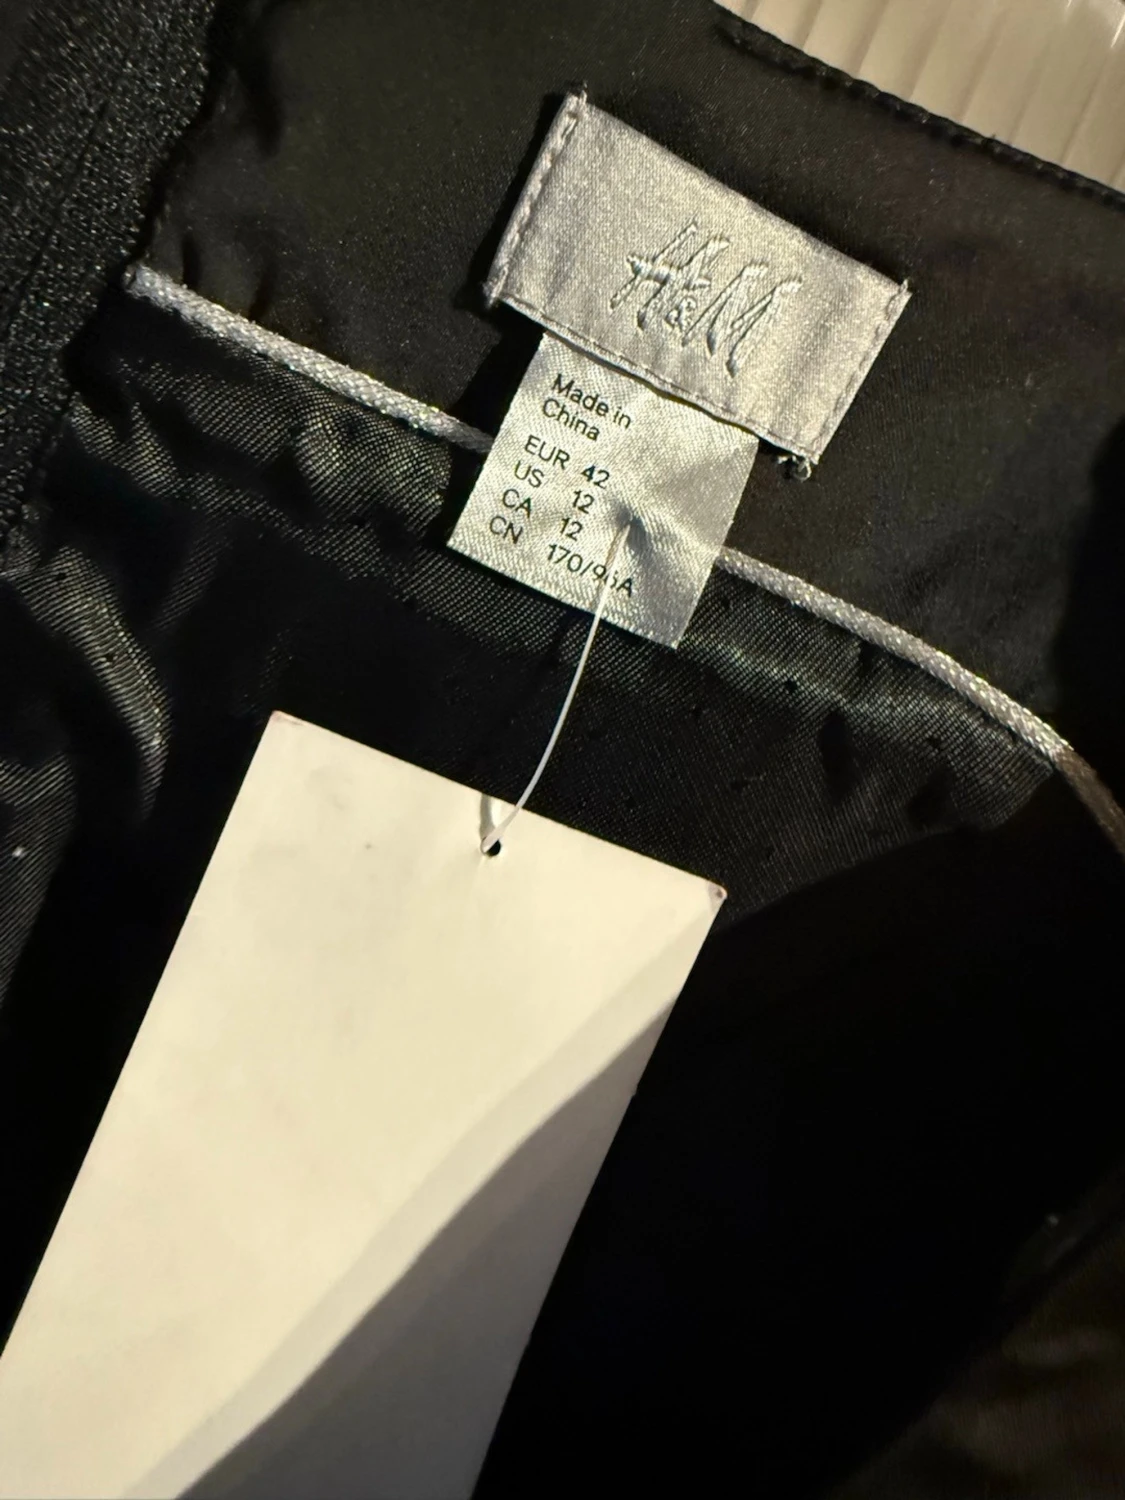 H&M
Made in
China
EUR 42
US 12
CA 12
CN 170/96A